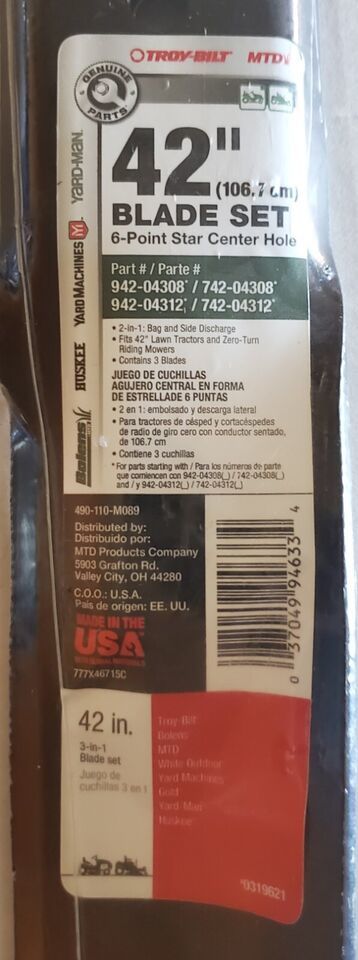 TROY-BILT MTD
GENUINE PARTS
YARD-MAN.
YARD MACHINES
HUSKEE
Bolens
42"
(106.7 cm)
BLADE SET
6-Point Star Center Hole
Part # / Parte #
942-04308* / 742-04308*
942-04312* / 742-04312*
• 2-in-1: Bag and Side Discharge
• Fits 42" Lawn Tractors and Zero-Turn
Riding Mowers
• Contains 3 Blades
JUEGO DE CUCHILLAS
AGUJERO CENTRAL EN FORMA
DE ESTRELLADE 6 PUNTAS
• 2 en 1: embolsado y descarga lateral
• Para tractores de césped y cortacéspedes
de radio de giro cero con conductor sentado,
de 106.7 cm
• Contiene 3 cuchillas
*For parts starting with / Para los números de parte
que comiencen con 942-04308(_) / 742-04308(_)
and / y 942-04312(_) / 742-04312(_)
490-110-M089
Distributed by:
Distribuido por:
MTD Products Company
5903 Grafton Rd.
Valley City, OH 44280
C.O.O.: U.S.A.
País de origen: EE. UU.
MADE IN THE
USA
WITH GLOBAL MATERIALS
777X46715C
0 37049 94633 4
42 in.
3-in-1
Blade set
Juego de
cuchillas 3 en 1
Troy-Bilt
Bolens
MTD
White Outdoor
Yard Machines
Gold
Yard Man
Huskee
*0319621